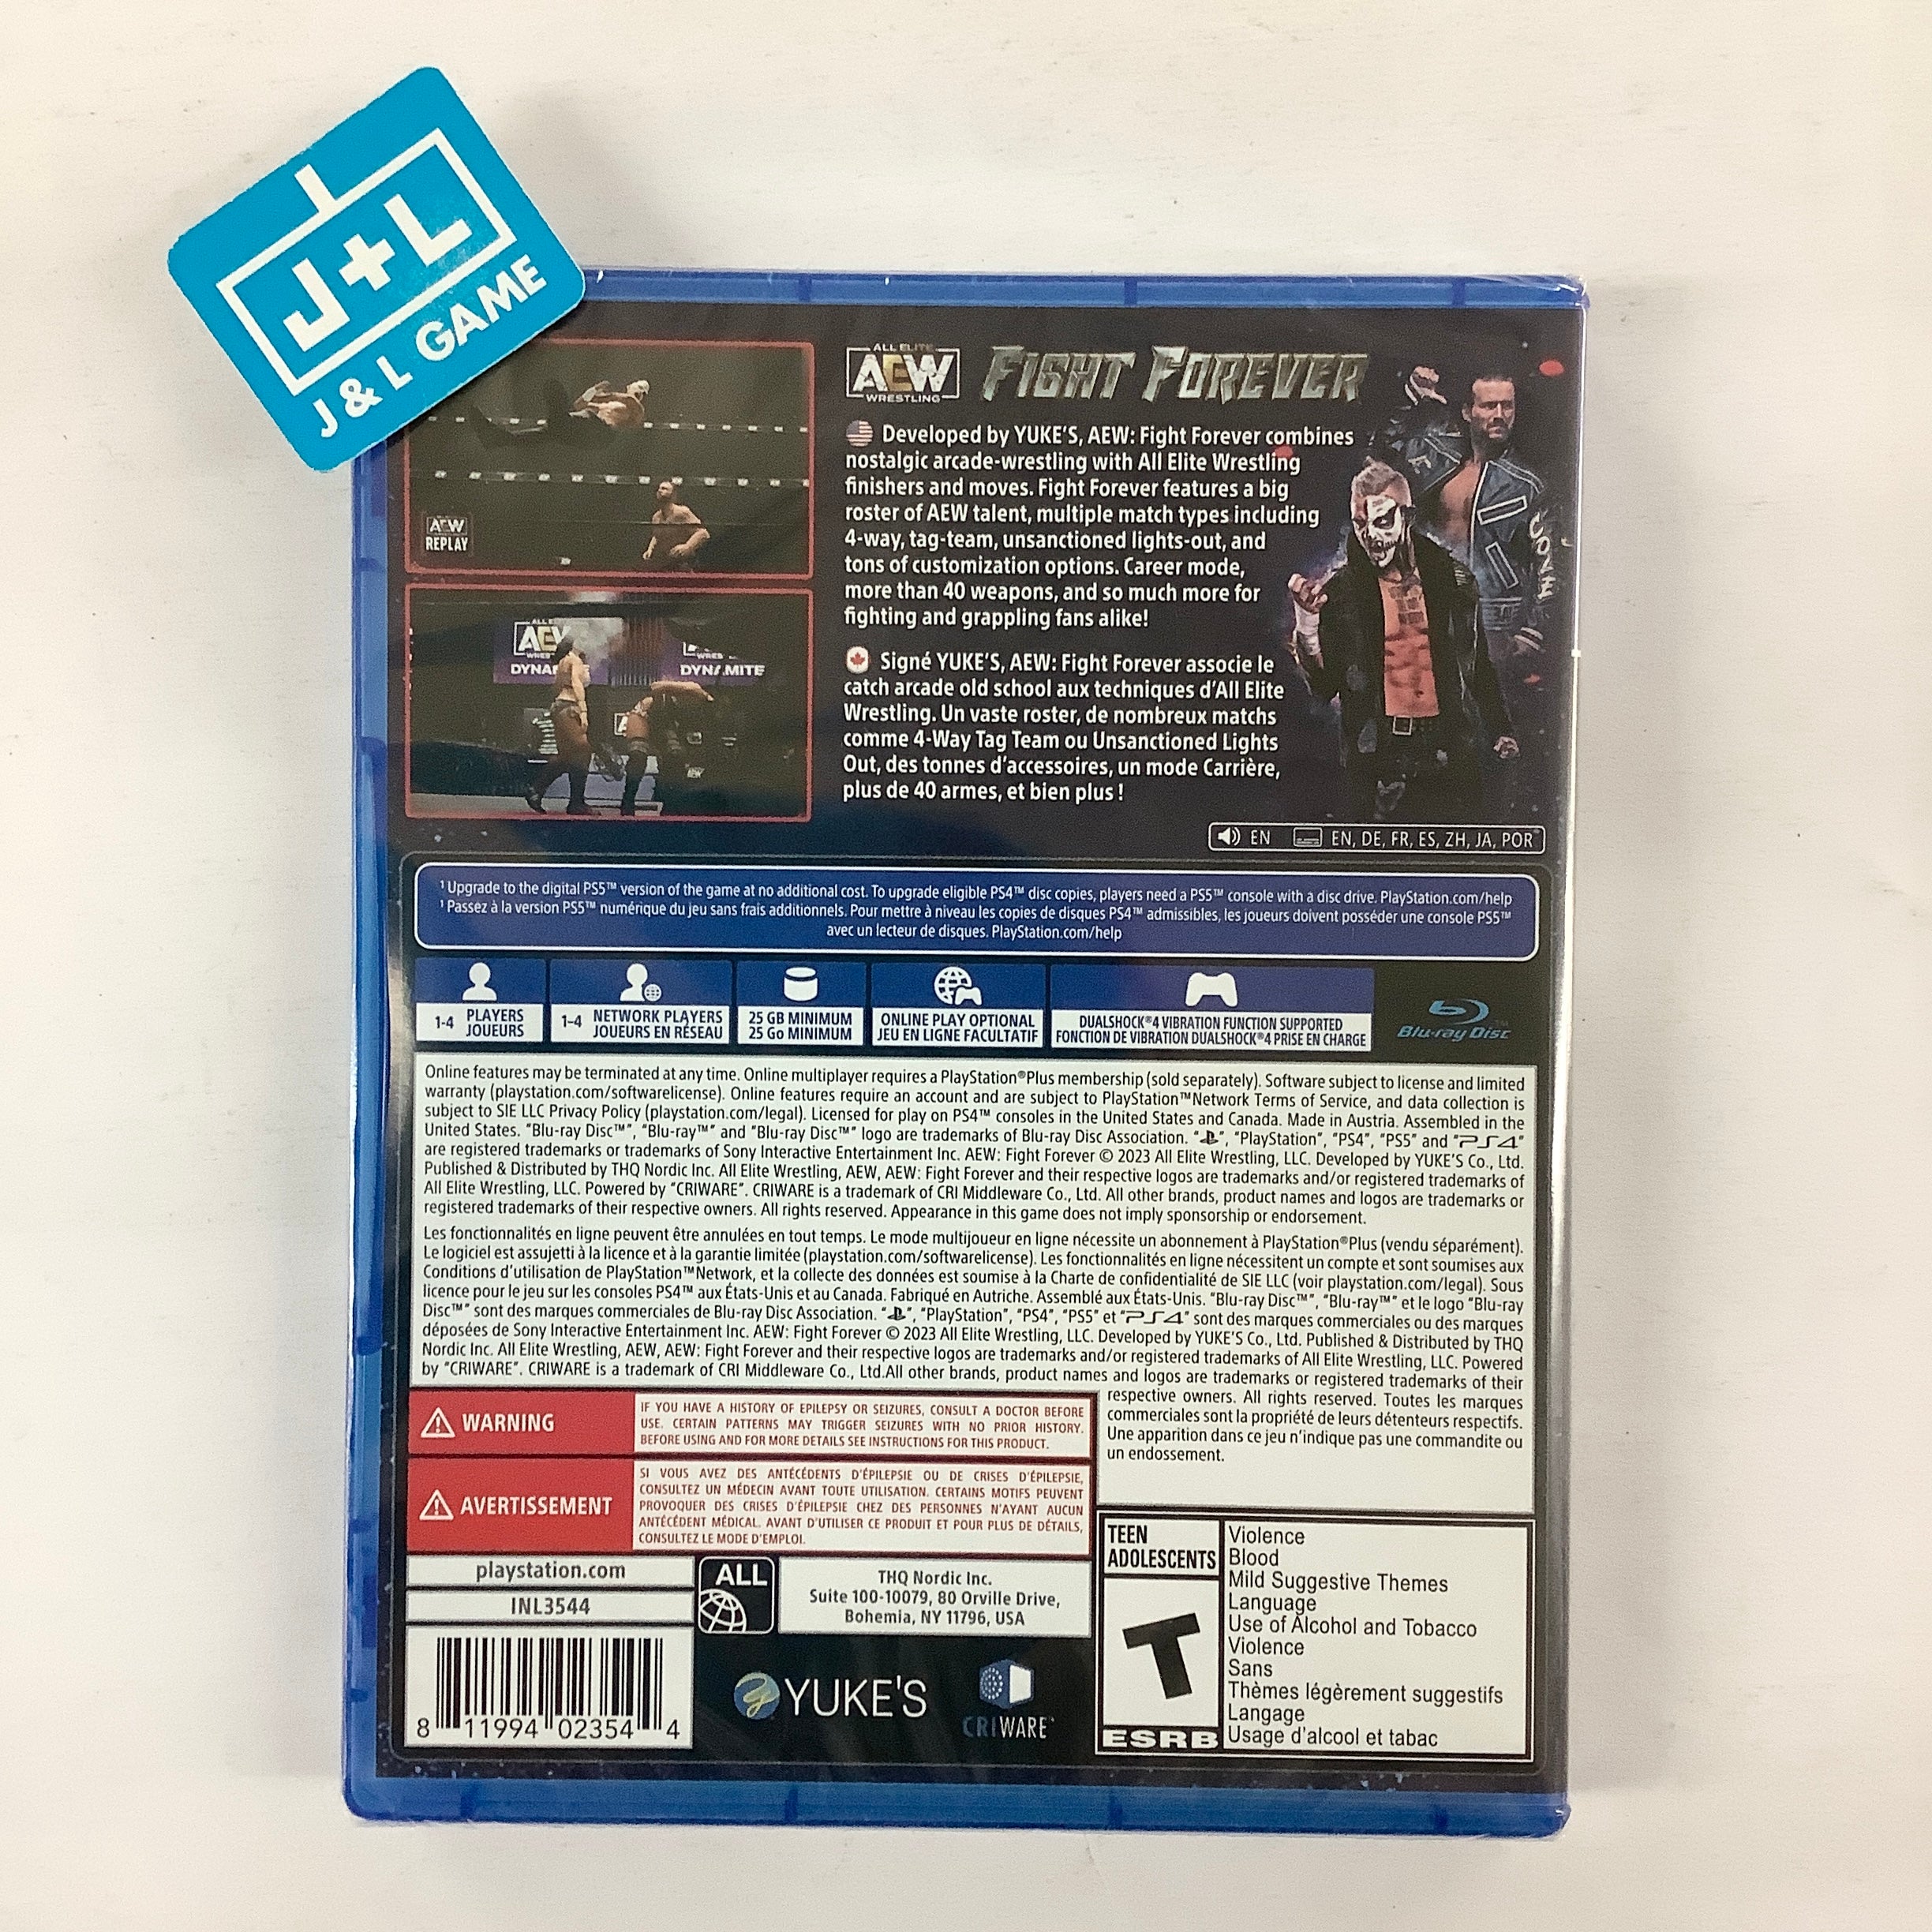 J+L
J & L GAME
AEW
REPLAY
ALL ELITE
AEW
WRESTLING
DYNAMITE
FIGHT FOREVER
Developed by YUKE'S, AEW: Fight Forever combines
nostalgic arcade-wrestling with All Elite Wrestling
finishers and moves. Fight Forever features a big
roster of AEW talent, multiple match types including
4-way, tag-team, unsanctioned lights-out, and
tons of customization options. Career mode,
more than 40 weapons, and so much more for
fighting and grappling fans alike!
Signé YUKE'S, AEW: Fight Forever associe le
catch arcade old school aux techniques d'All Elite
Wrestling. Un vaste roster, de nombreux matchs
comme 4-Way Tag Team ou Unsanctioned Lights
Out, des tonnes d'accessoires, un mode Carrière,
plus de 40 armes, et bien plus !
EN EN, DE, FR, ES, ZH, JA, POR
¹ Upgrade to the digital PS5™ version of the game at no additional cost. To upgrade eligible PS4™ disc copies, players need a PS5™ console with a disc drive. PlayStation.com/help
¹ Passez à la version PS5™ numérique du jeu sans frais additionnels. Pour mettre à niveau les copies de disques PS4™ admissibles, les joueurs doivent posséder une console PS5™
avec un lecteur de disques. PlayStation.com/help
1-4 PLAYERS
JOUEURS
1-4 NETWORK PLAYERS
JOUEURS EN RÉSEAU
25 GB MINIMUM
25 Go MINIMUM
ONLINE PLAY OPTIONAL
JEU EN LIGNE FACULTATIF
DUALSHOCK®4 VIBRATION FUNCTION SUPPORTED
FONCTION DE VIBRATION DUALSHOCK®4 PRISE EN CHARGE
Blu-ray Disc
Online features may be terminated at any time. Online multiplayer requires a PlayStation®Plus membership (sold separately). Software subject to license and limited
warranty (playstation.com/softwarelicense). Online features require an account and are subject to PlayStation™Network Terms of Service, and data collection is
subject to SIE LLC Privacy Policy (playstation.com/legal). Licensed for play on PS4™ consoles in the United States and Canada. Made in Austria. Assembled in the
United States. "Blu-ray Disc™", "Blu-ray™" and "Blu-ray Disc™" logo are trademarks of Blu-ray Disc Association. "PS", "PlayStation", "PS4", "PS5" and "PS4"
are registered trademarks or trademarks of Sony Interactive Entertainment Inc. AEW: Fight Forever © 2023 All Elite Wrestling, LLC. Developed by YUKE'S Co., Ltd.
Published & Distributed by THQ Nordic Inc. All Elite Wrestling, AEW, AEW: Fight Forever and their respective logos are trademarks and/or registered trademarks of
All Elite Wrestling, LLC. Powered by "CRIWARE". CRIWARE is a trademark of CRI Middleware Co., Ltd. All other brands, product names and logos are trademarks or
registered trademarks of their respective owners. All rights reserved. Appearance in this game does not imply sponsorship or endorsement.
Les fonctionnalités en ligne peuvent être annulées en tout temps. Le mode multijoueur en ligne nécessite un abonnement à PlayStation®Plus (vendu séparément).
Le logiciel est assujetti à la licence et à la garantie limitée (playstation.com/softwarelicense). Les fonctionnalités en ligne nécessitent un compte et sont soumises aux
Conditions d'utilisation de PlayStation™Network, et la collecte des données est soumise à la Charte de confidentialité de SIE LLC (voir playstation.com/legal). Sous
licence pour le jeu sur les consoles PS4™ aux États-Unis et au Canada. Fabriqué en Autriche. Assemblé aux États-Unis. "Blu-ray Disc™", "Blu-ray™" et le logo "Blu-ray
Disc™" sont des marques commerciales de Blu-ray Disc Association. "PS", "PlayStation", "PS4", "PS5" et "PS4" sont des marques commerciales ou des marques
déposées de Sony Interactive Entertainment Inc. AEW: Fight Forever © 2023 All Elite Wrestling, LLC. Developed by YUKE'S Co., Ltd. Published & Distributed by THQ
Nordic Inc. All Elite Wrestling, AEW, AEW: Fight Forever and their respective logos are trademarks and/or registered trademarks of All Elite Wrestling, LLC. Powered
by "CRIWARE". CRIWARE is a trademark of CRI Middleware Co., Ltd.All other brands, product names and logos are trademarks or registered trademarks of their
respective owners. All rights reserved. Toutes les marques
commerciales sont la propriété de leurs détenteurs respectifs.
Une apparition dans ce jeu n'indique pas une commandite ou
un endossement.
WARNING
IF YOU HAVE A HISTORY OF EPILEPSY OR SEIZURES, CONSULT A DOCTOR BEFORE
USE. CERTAIN PATTERNS MAY TRIGGER SEIZURES WITH NO PRIOR HISTORY.
BEFORE USING AND FOR MORE DETAILS SEE INSTRUCTIONS FOR THIS PRODUCT.
AVERTISSEMENT
SI VOUS AVEZ DES ANTÉCÉDENTS D'ÉPILEPSIE OU DE CRISES D'ÉPILEPSIE,
CONSULTEZ UN MÉDECIN AVANT TOUTE UTILISATION. CERTAINS MOTIFS PEUVENT
PROVOQUER DES CRISES D'ÉPILEPSIE CHEZ DES PERSONNES N'AYANT AUCUN
ANTÉCÉDENT MÉDICAL. AVANT D'UTILISER CE PRODUIT ET POUR PLUS DE DÉTAILS,
CONSULTEZ LE MODE D'EMPLOI.
playstation.com
INL3544
ALL
THQ Nordic Inc.
Suite 100-10079, 80 Orville Drive,
Bohemia, NY 11796, USA
8 11994 02354 4
YUKE'S
CRIWARE
TEEN
ADOLESCENTS
T
ESRB
Violence
Blood
Mild Suggestive Themes
Language
Use of Alcohol and Tobacco
Violence
Sans
Thèmes légèrement suggestifs
Langage
Usage d'alcool et tabac